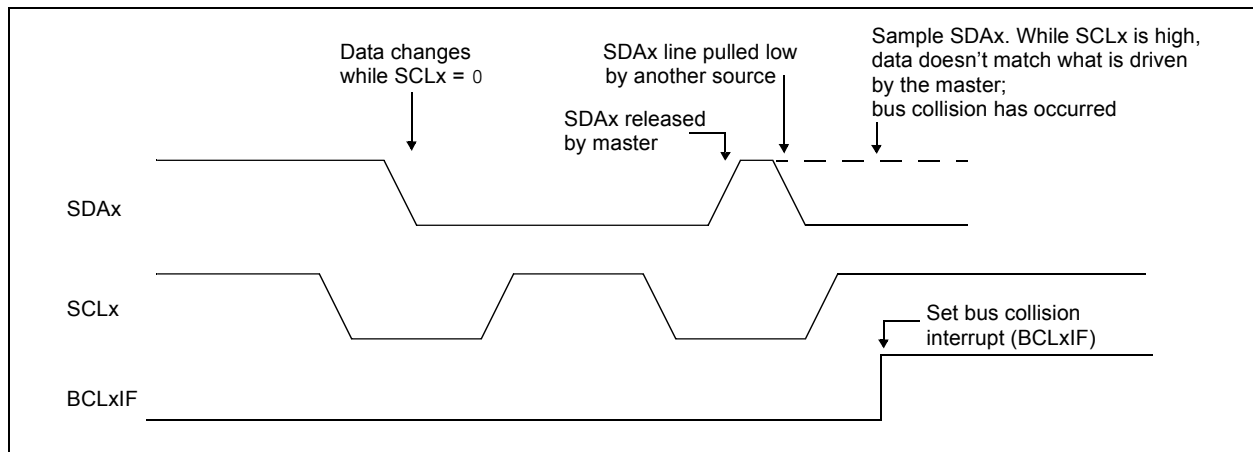 Data changes
while SCLx = 0
SDAx line pulled low
by another source
Sample SDAx. While SCLx is high,
data doesn’t match what is driven
by the master;
bus collision has occurred
SDAx released
by master
SDAx
SCLx
Set bus collision
interrupt (BCLxIF)
BCLxIF